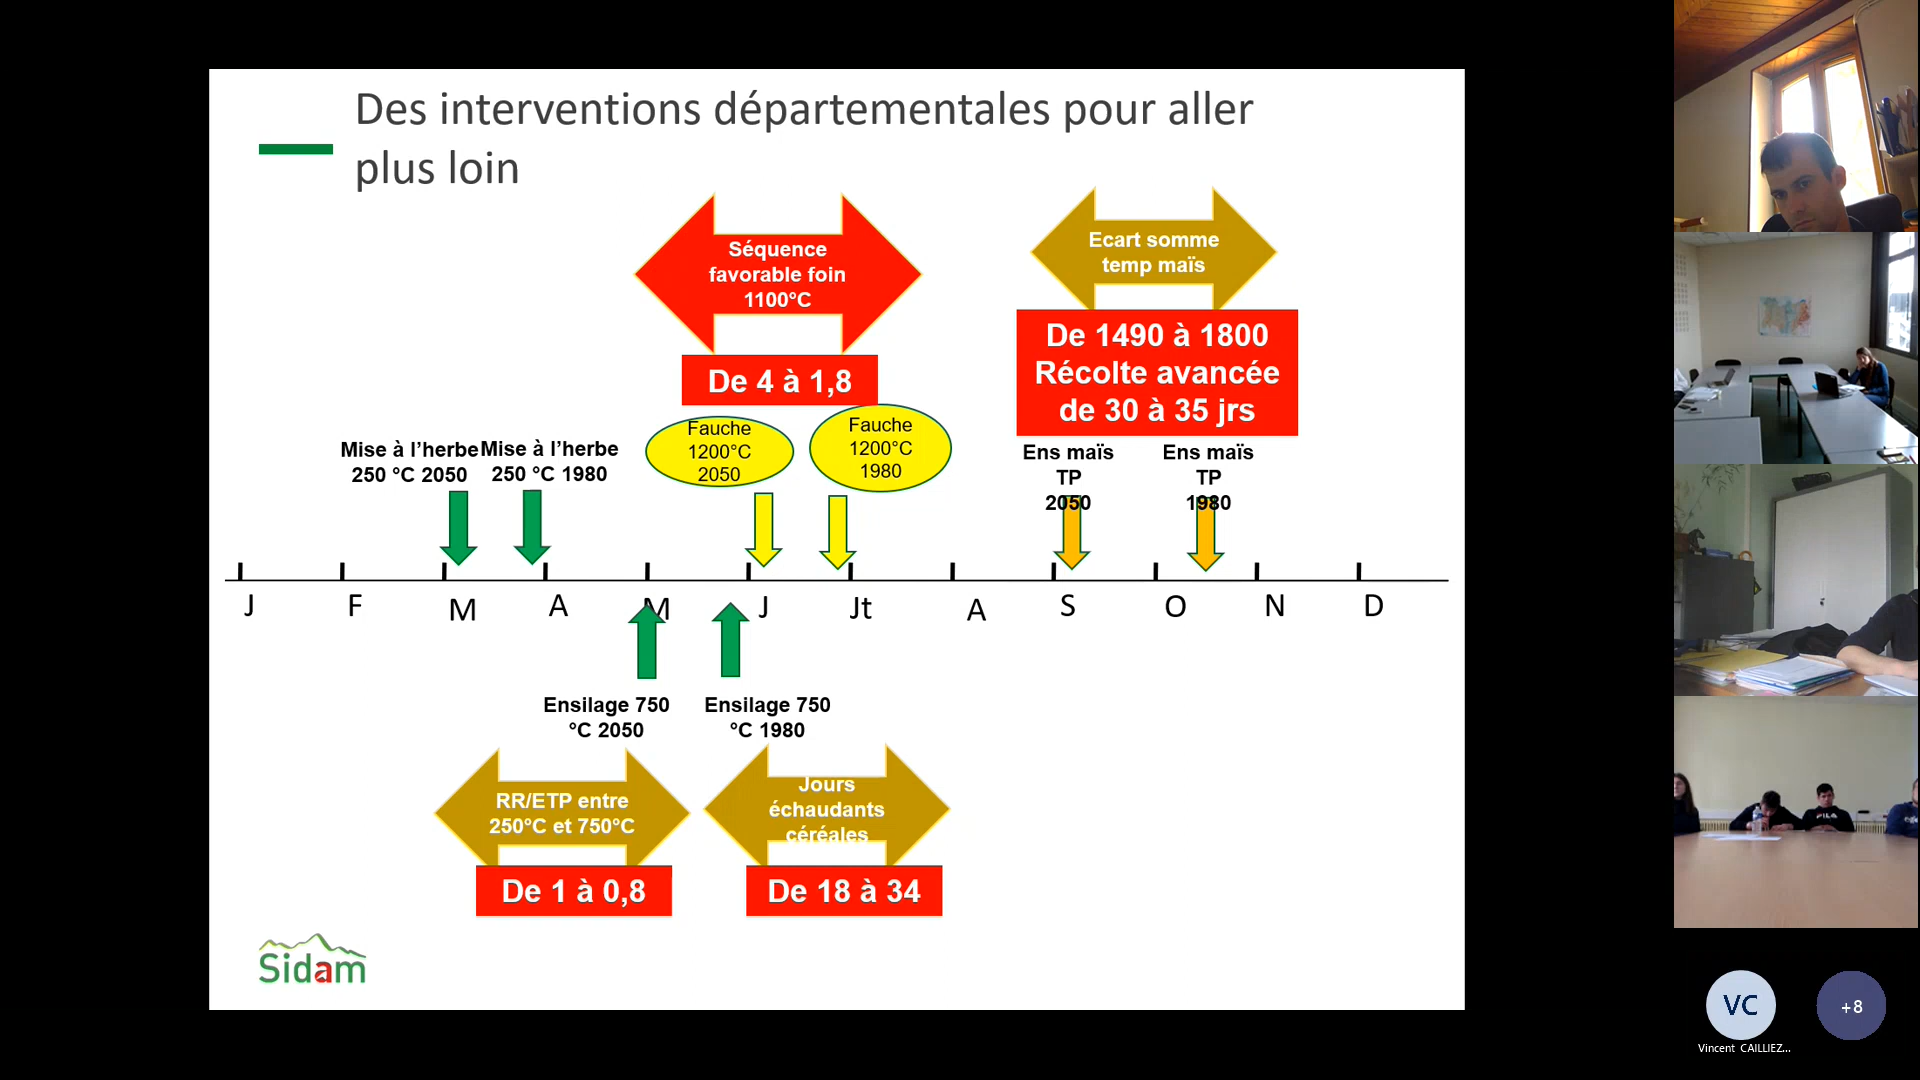 Des interventions départementales pour aller
plus loin
Séquence
favorable foin
1100°C
De 4 à 1,8
Ecart somme
temp maïs
De 1490 à 1800
Récolte avancée
de 30 à 35 jrs
Mise à l'herbe
250 °C 2050
Mise à l'herbe
250 °C 1980
Fauche
1200°C
2050
Fauche
1200°C
1980
Ens maïs
TP
2050
Ens maïs
TP
1980
J F M A M J Jt A S O N D
Ensilage 750
°C 2050
Ensilage 750
°C 1980
RR/ETP entre
250°C et 750°C
De 1 à 0,8
Jours
échaudants
céréales
De 18 à 34
Sidam
FILA
VC
Vincent CAILLIEZ...
+8